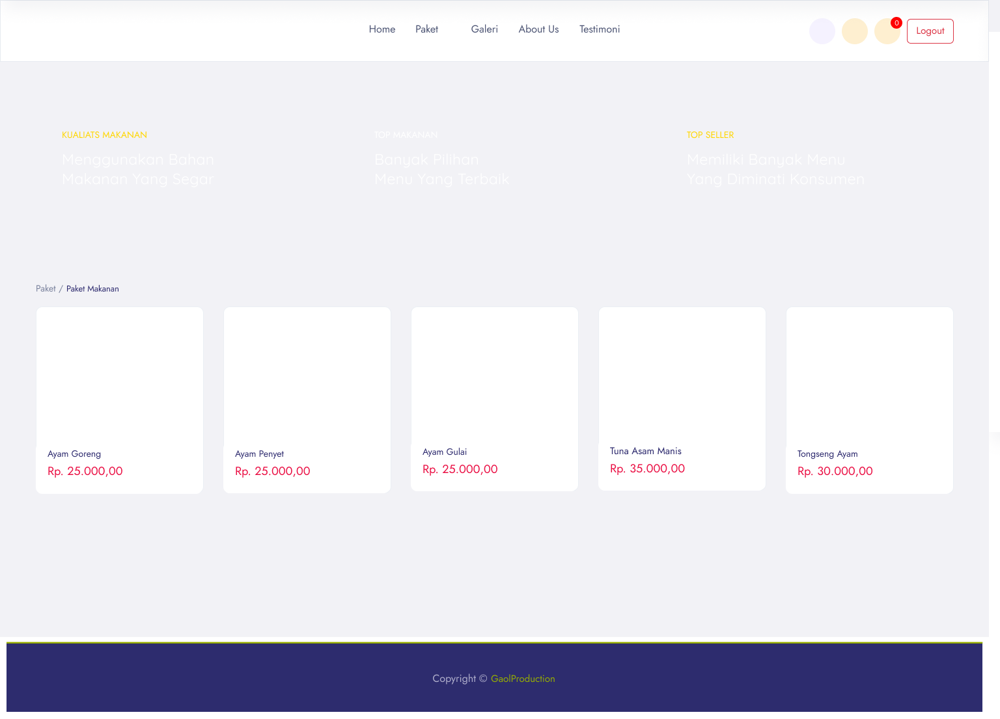 Home Paket Galeri About Us Testimoni 0 Logout
KUALIATS MAKANAN
Menggunakan Bahan
Makanan Yang Segar
TOP MAKANAN
Banyak Pilihan
Menu Yang Terbaik
TOP SELLER
Memiliki Banyak Menu
Yang Diminati Konsumen
Paket / Paket Makanan
Ayam Goreng
Rp. 25.000,00
Ayam Penyet
Rp. 25.000,00
Ayam Gulai
Rp. 25.000,00
Tuna Asam Manis
Rp. 35.000,00
Tongseng Ayam
Rp. 30.000,00
Copyright © GaolProduction